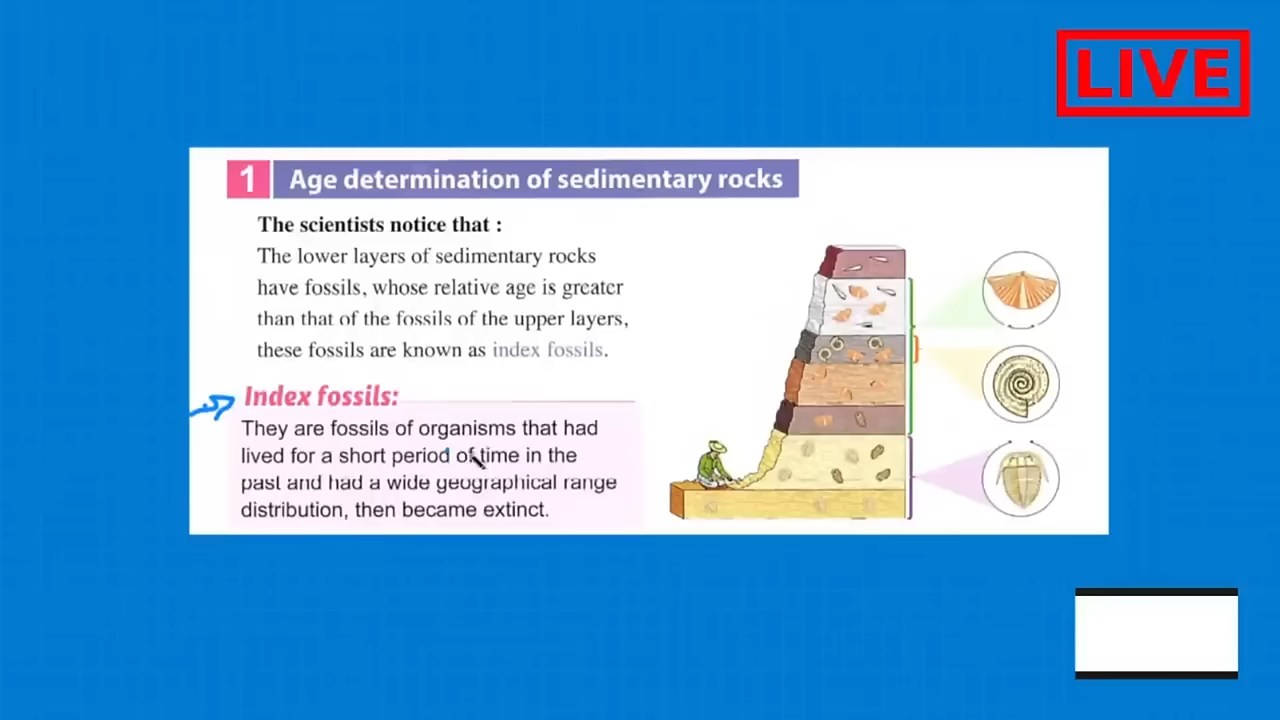 LIVE
1 Age determination of sedimentary rocks
The scientists notice that :
The lower layers of sedimentary rocks
have fossils, whose relative age is greater
than that of the fossils of the upper layers,
these fossils are known as index fossils.
Index fossils:
They are fossils of organisms that had
lived for a short period of time in the
past and had a wide geographical range
distribution, then became extinct.